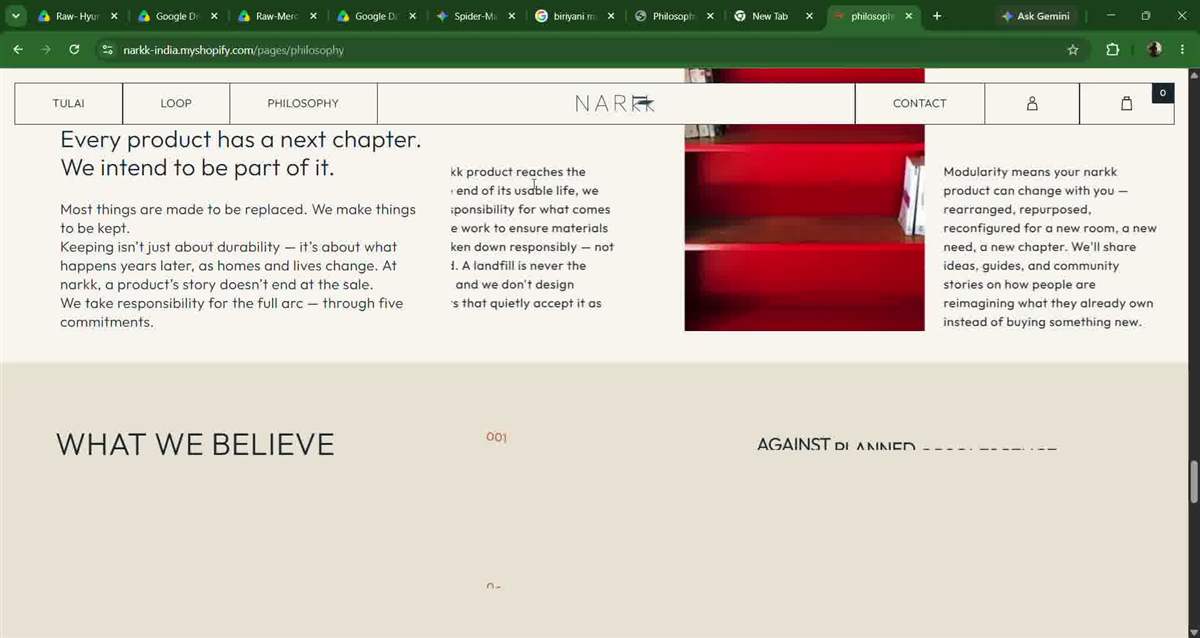 Raw- Hyu
Google D
Raw-Merc
Google D
Spider-Ma
biriyani m
Philosoph
New Tab
philosoph
Ask Gemini
narkk-india.myshopify.com/pages/philosophy
TULAI
LOOP
PHILOSOPHY
NARKK
CONTACT
0
Every product has a next chapter.
We intend to be part of it.
Most things are made to be replaced. We make things
to be kept.
Keeping isn't just about durability — it's about what
happens years later, as homes and lives change. At
narkk, a product's story doesn't end at the sale.
We take responsibility for the full arc — through five
commitments.
kk product reaches the
end of its usable life, we
sponsibility for what comes
e work to ensure materials
ken down responsibly — not
d. A landfill is never the
and we don't design
s that quietly accept it as
Modularity means your narkk
product can change with you —
rearranged, repurposed,
reconfigured for a new room, a new
need, a new chapter. We'll share
ideas, guides, and community
stories on how people are
reimagining what they already own
instead of buying something new.
WHAT WE BELIEVE
001
AGAINST PLANNED